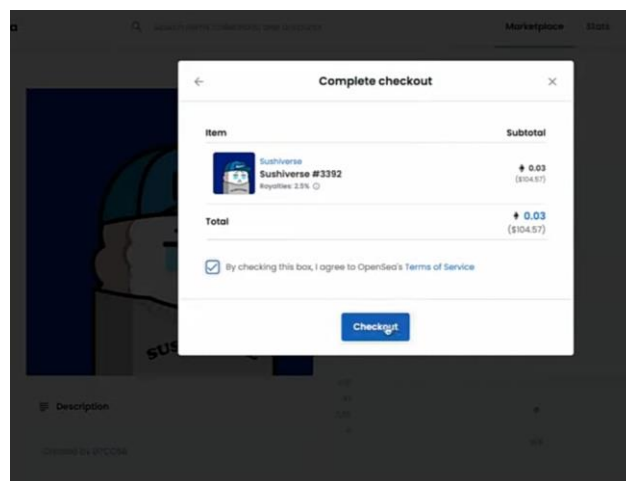 Marketplace Stats
Complete checkout
Item Subtotal
Sushiverse
Sushiverse #3392
Royalties: 2.5%
0.03
($104.57)
Total
0.03
($104.57)
By checking this box, I agree to OpenSea's Terms of Service
Checkout
SUS
Description